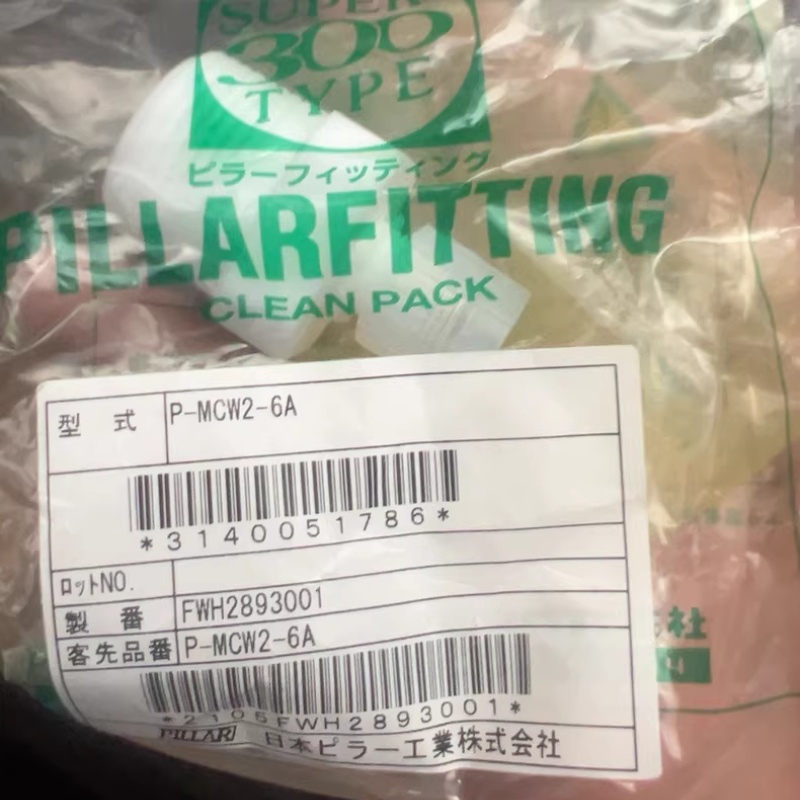 SUPER
300
TYPE
ピラーフィッティング
PILLARFITTING
CLEAN PACK
型 式 P-MCW2-6A
*3140051786*
ロットNO.
製 番 FWH2893001
客先品番 P-MCW2-6A
*2105FWH2893001*
PILLAR 日本ピラー工業株式会社